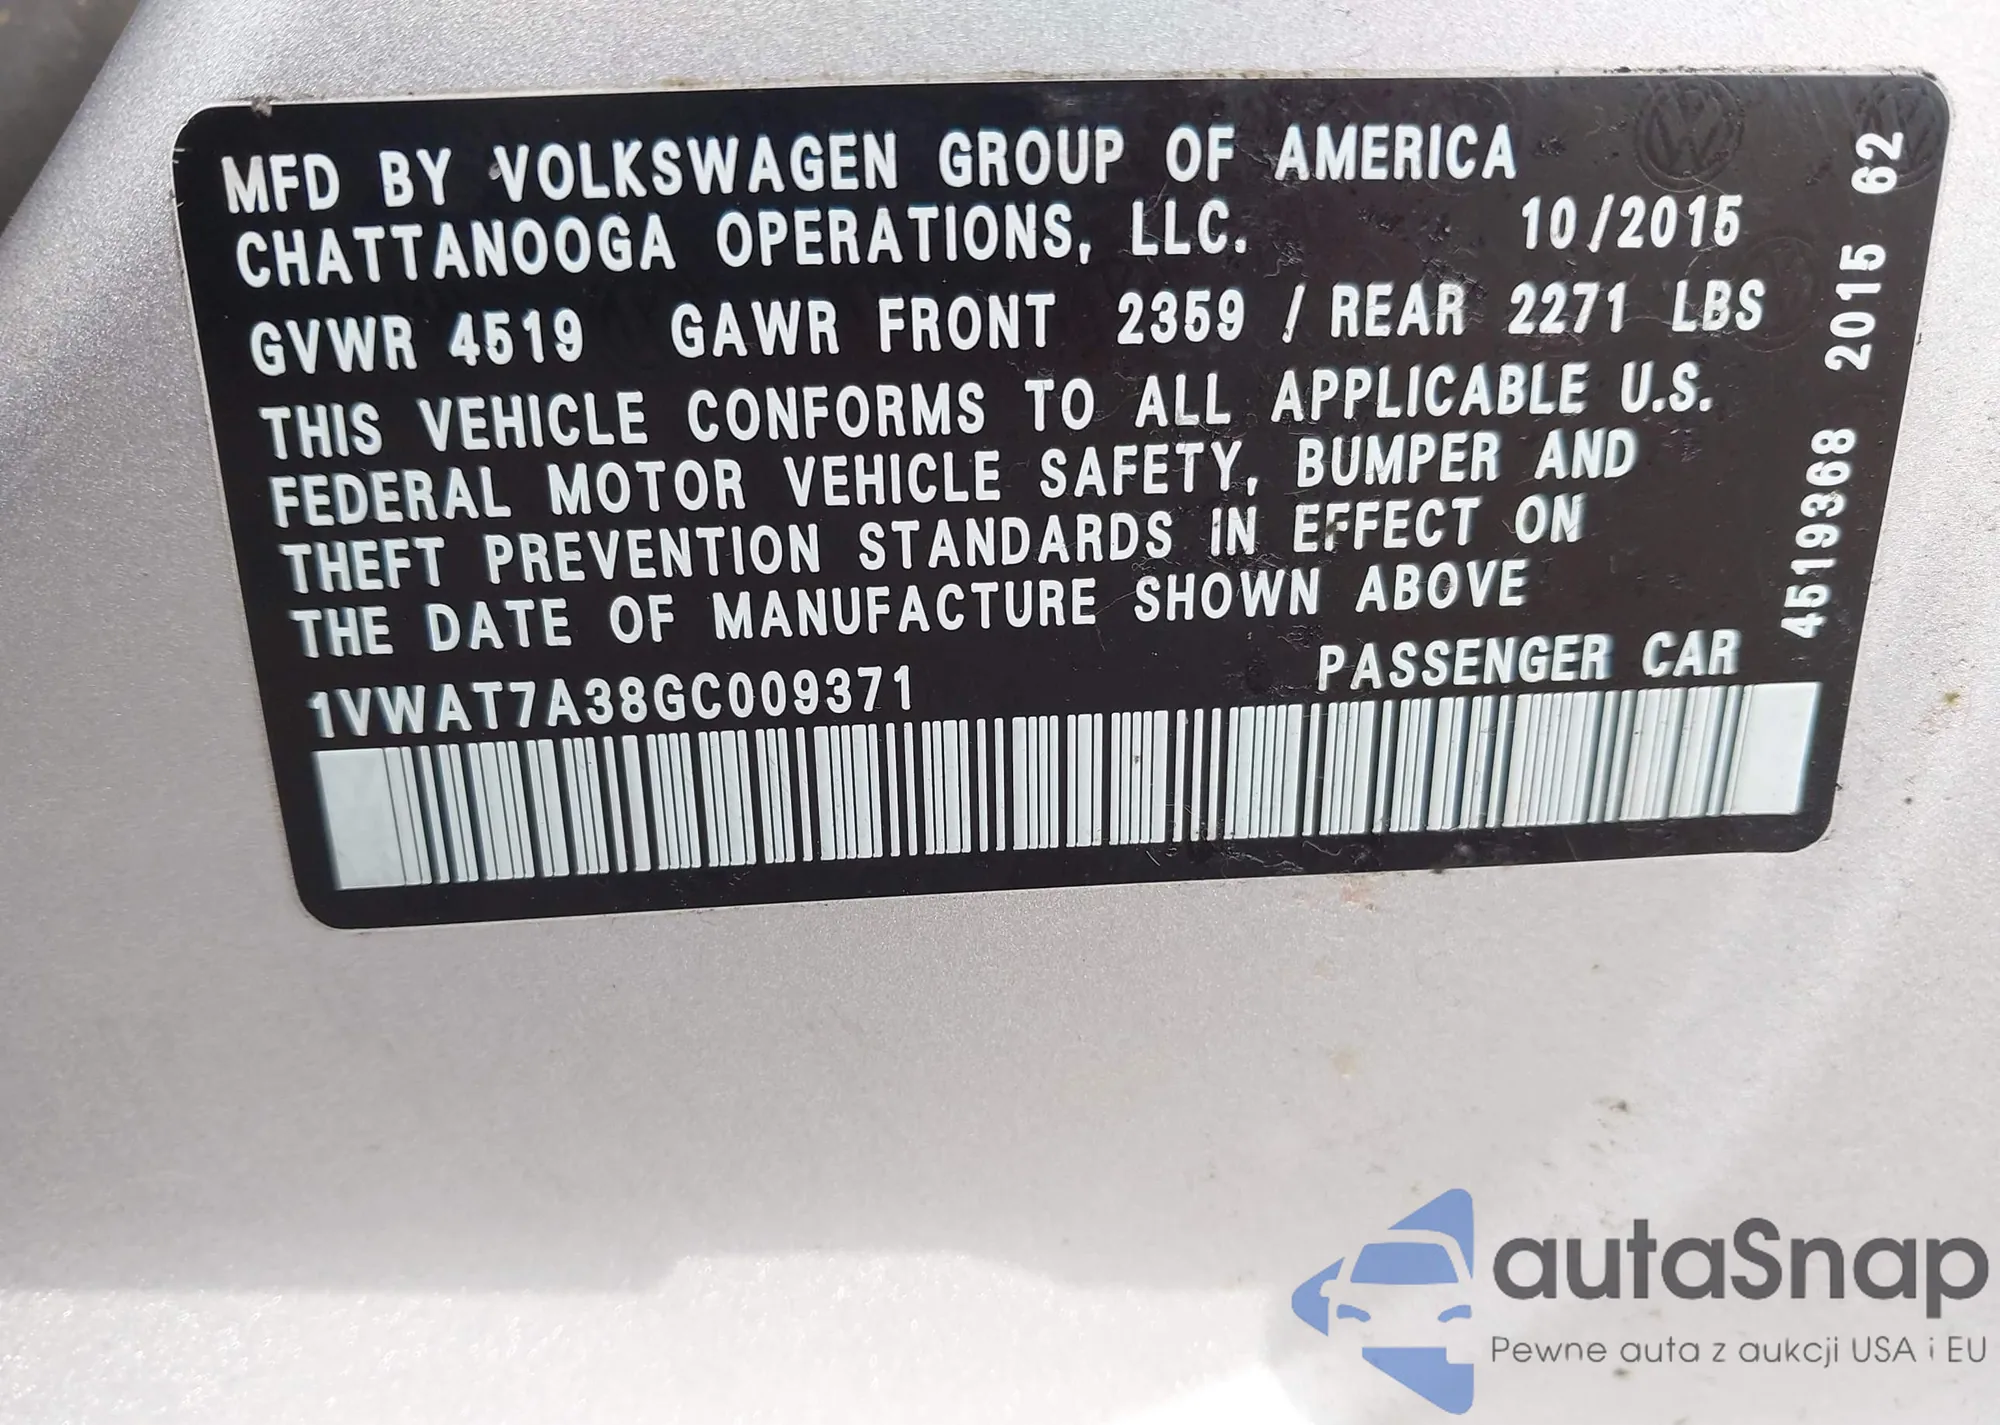 MFD BY VOLKSWAGEN GROUP OF AMERICA
CHATTANOOGA OPERATIONS, LLC. 10/2015
GVWR 4519 GAWR FRONT 2359 / REAR 2271 LBS
THIS VEHICLE CONFORMS TO ALL APPLICABLE U.S.
FEDERAL MOTOR VEHICLE SAFETY, BUMPER AND
THEFT PREVENTION STANDARDS IN EFFECT ON
THE DATE OF MANUFACTURE SHOWN ABOVE
1VWAT7A38GC009371 PASSENGER CAR
4519368 2015 62
autaSnap
Pewne auta z aukcji USA i EU